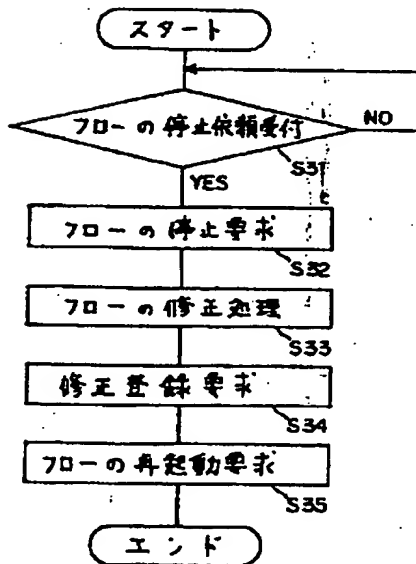 スタート
フローの停止依頼受付
NO
S31
YES
フローの停止要求
S32
フローの修正処理
S33
修正登録要求
S34
フローの再起動要求
S35
エンド